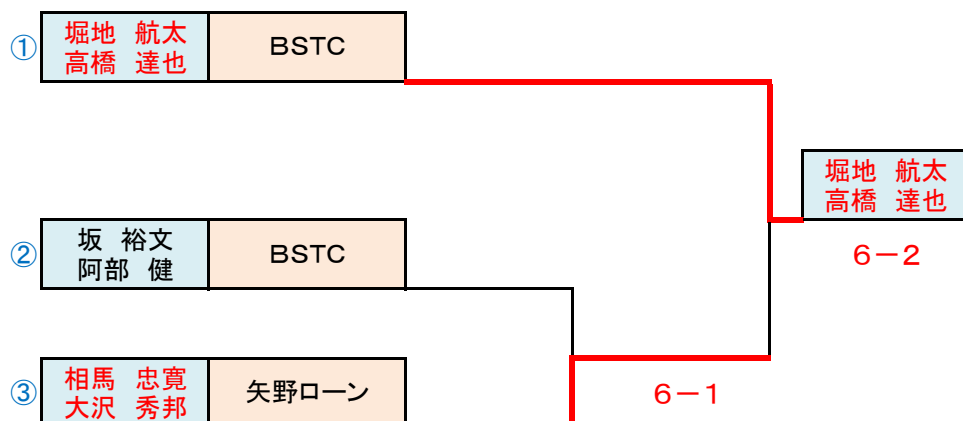 ① 堀地 航太 BSTC
高橋 達也
堀地 航太
高橋 達也
② 坂 裕文 BSTC
阿部 健
6－2
③ 相馬 忠寛 矢野ローン
大沢 秀邦
6－1